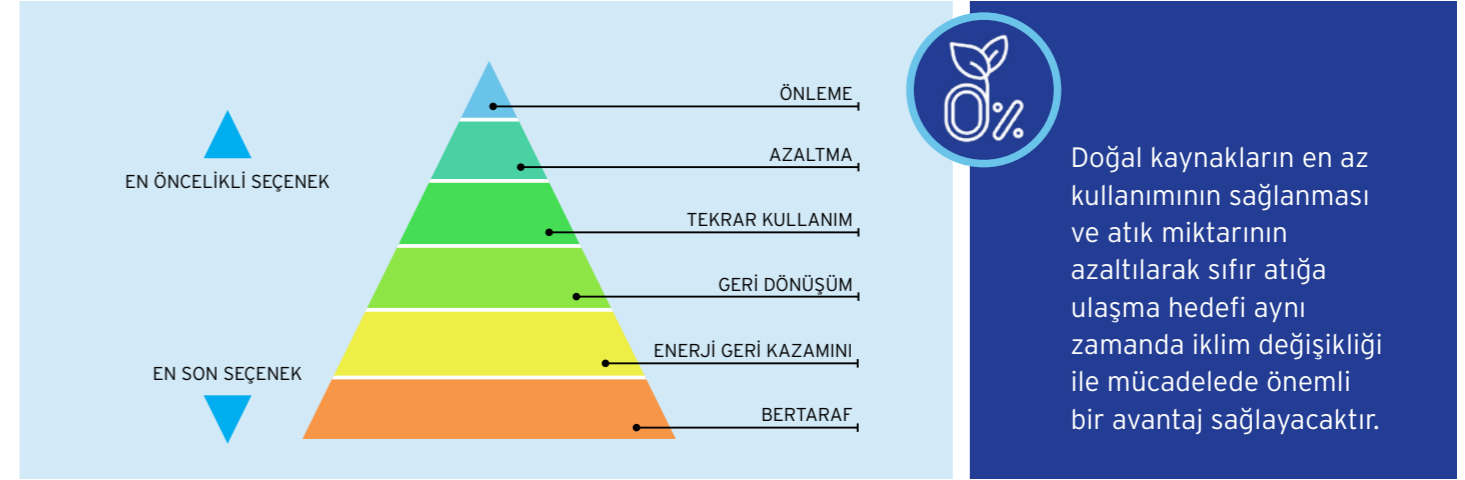 ÖNLEME
AZALTMA
EN ÖNCELİKLİ SEÇENEK
TEKRAR KULLANIM
GERİ DÖNÜŞÜM
ENERJİ GERİ KAZAMINI
EN SON SEÇENEK
BERTARAF
0%
Doğal kaynakların en az
kullanımının sağlanması
ve atık miktarının
azaltılarak sıfır atığa
ulaşma hedefi aynı
zamanda iklim değişikliği
ile mücadelede önemli
bir avantaj sağlayacaktır.